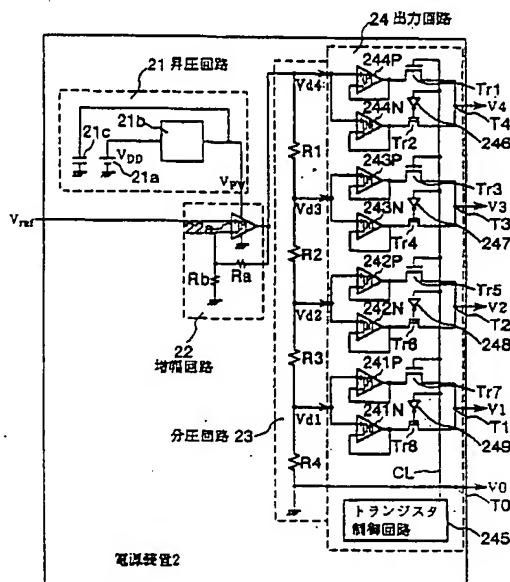 24 出力回路
21 昇圧回路
21b
21c
V_DD
21a
V_PV
V_ref
22a
Ra
Rb
22
増幅回路
分圧回路 23
R1
R2
R3
R4
Vd4
Vd3
Vd2
Vd1
244P
Tr1
244N
Tr2
V4
T4
246
243P
Tr3
243N
Tr4
V3
T3
247
242P
Tr5
242N
Tr6
V2
T2
248
241P
Tr7
241N
Tr8
V1
T1
249
CL
V0
T0
トランジスタ
制御回路
245
電源装置2